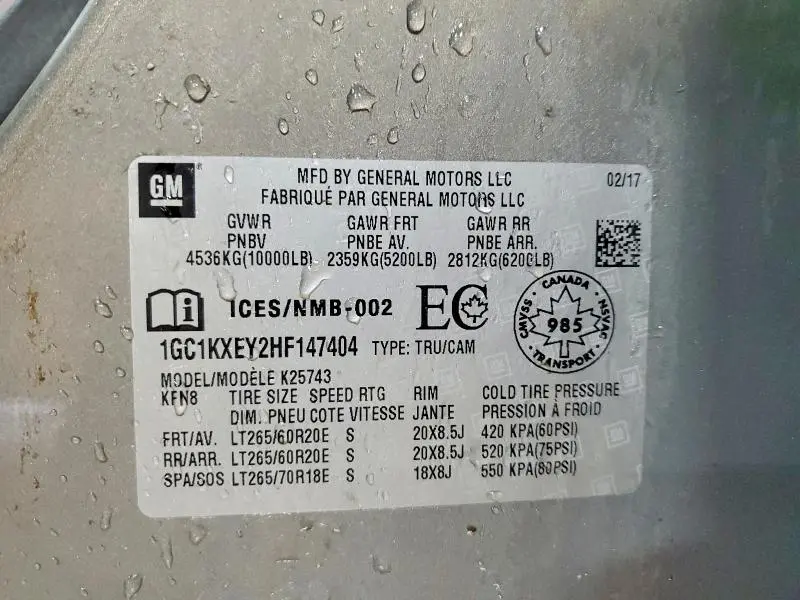 GM
MFD BY GENERAL MOTORS LLC 02/17
FABRIQUÉ PAR GENERAL MOTORS LLC
GVWR GAWR FRT GAWR RR
PNBV PNBE AV. PNBE ARR.
4536KG(10000LB) 2359KG(5200LB) 2812KG(6200LB)
ICES/NMB-002 EC
CANADA
CMVSS 985 NSVAC
TRANSPORT
1GC1KXEY2HF147404 TYPE: TRU/CAM
MODEL/MODÈLE K25743
KFN8 TIRE SIZE SPEED RTG RIM COLD TIRE PRESSURE
DIM. PNEU COTE VITESSE JANTE PRESSION À FROID
FRT/AV. LT265/60R20E S 20X8.5J 420 KPA(60PSI)
RR/ARR. LT265/60R20E S 20X8.5J 520 KPA(75PSI)
SPA/SOS LT265/70R18E S 18X8J 550 KPA(80PSI)